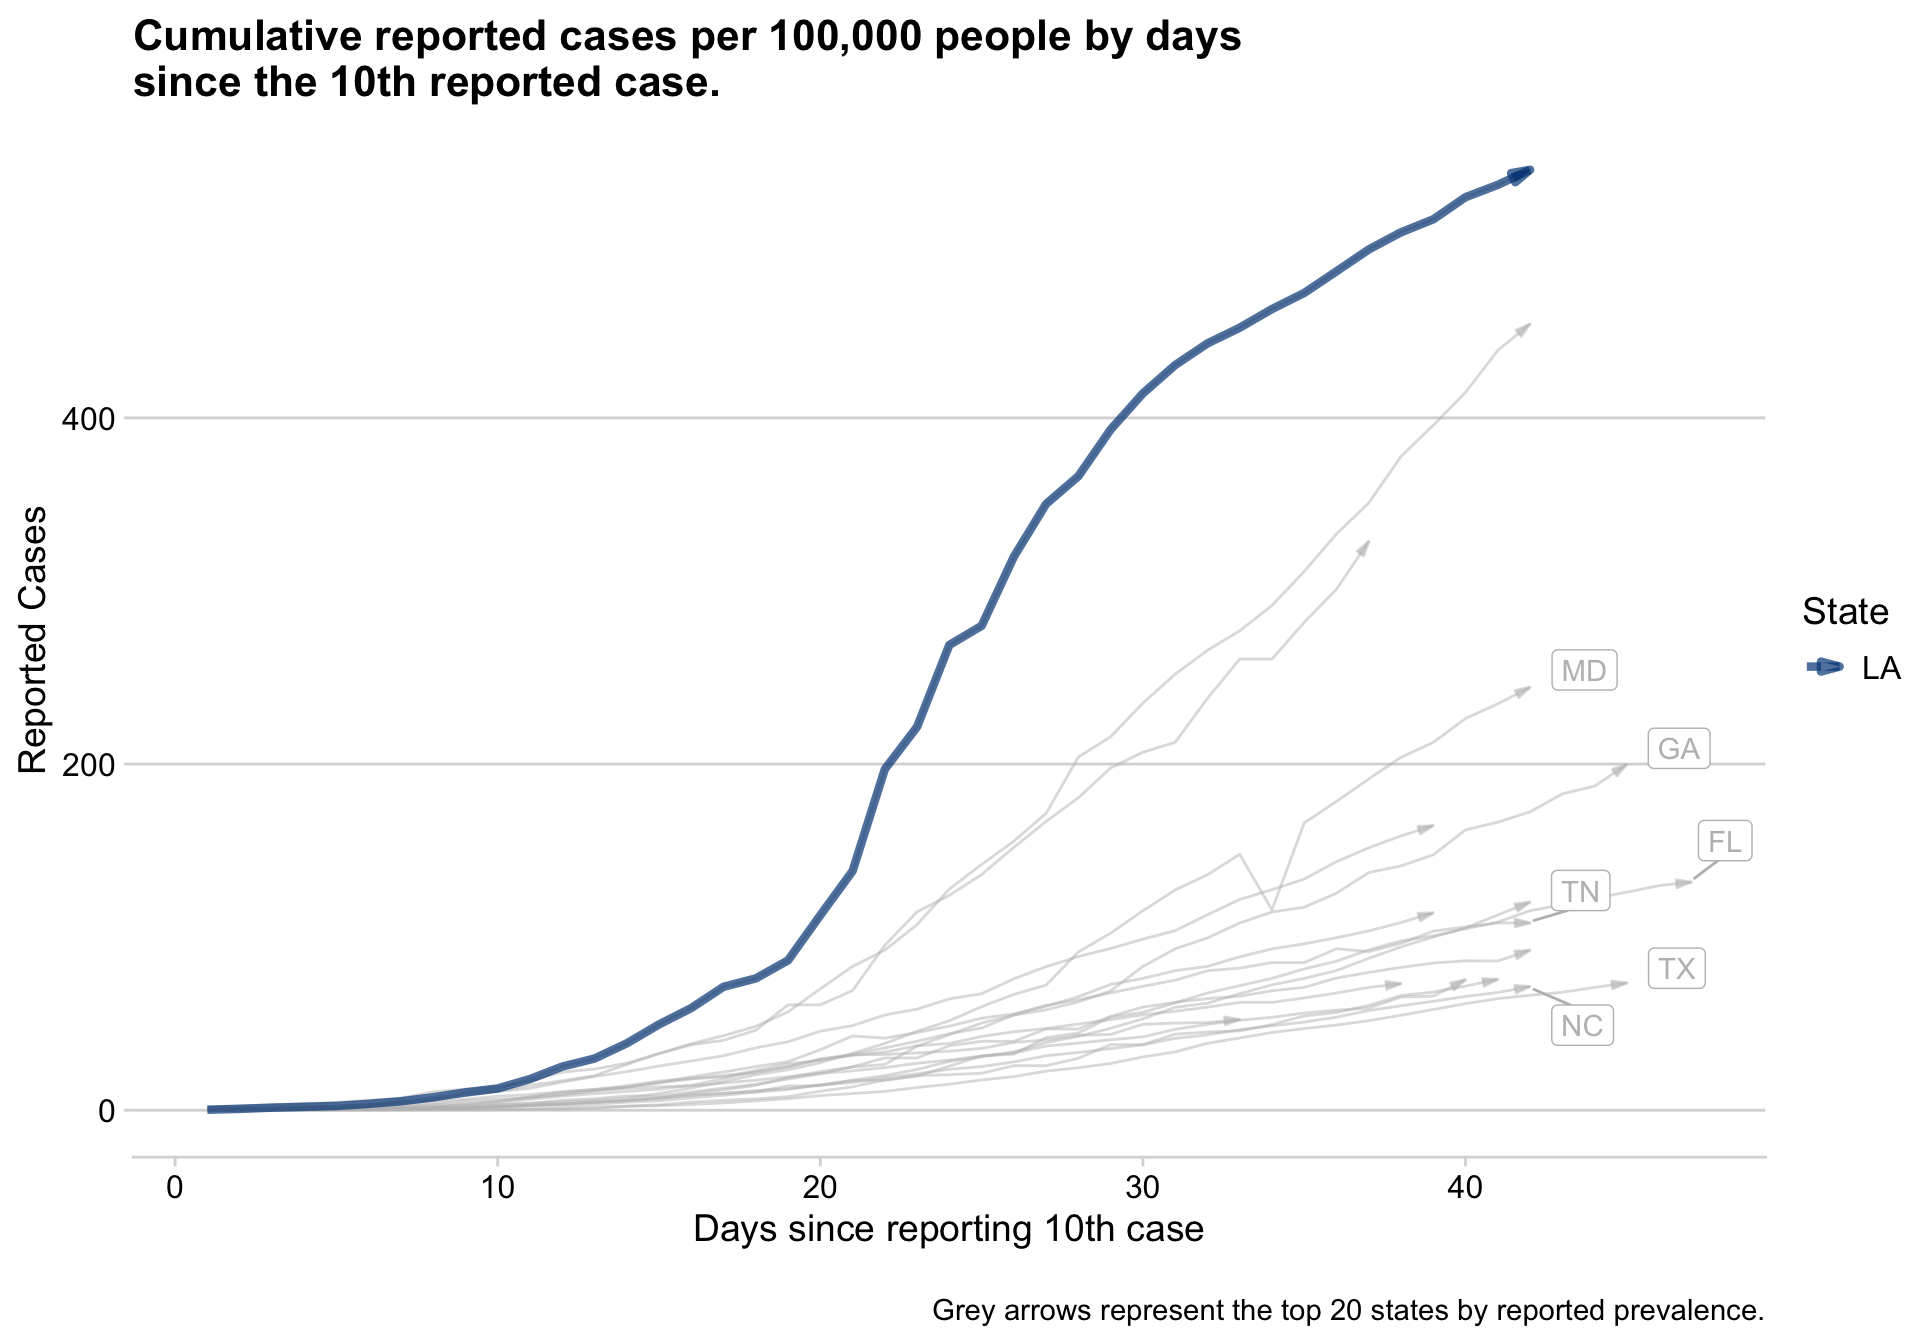 Cumulative reported cases per 100,000 people by days
since the 10th reported case.
400
200
0
Reported Cases
MD
GA
FL
TN
TX
NC
State
LA
0
10
20
30
40
Days since reporting 10th case
Grey arrows represent the top 20 states by reported prevalence.